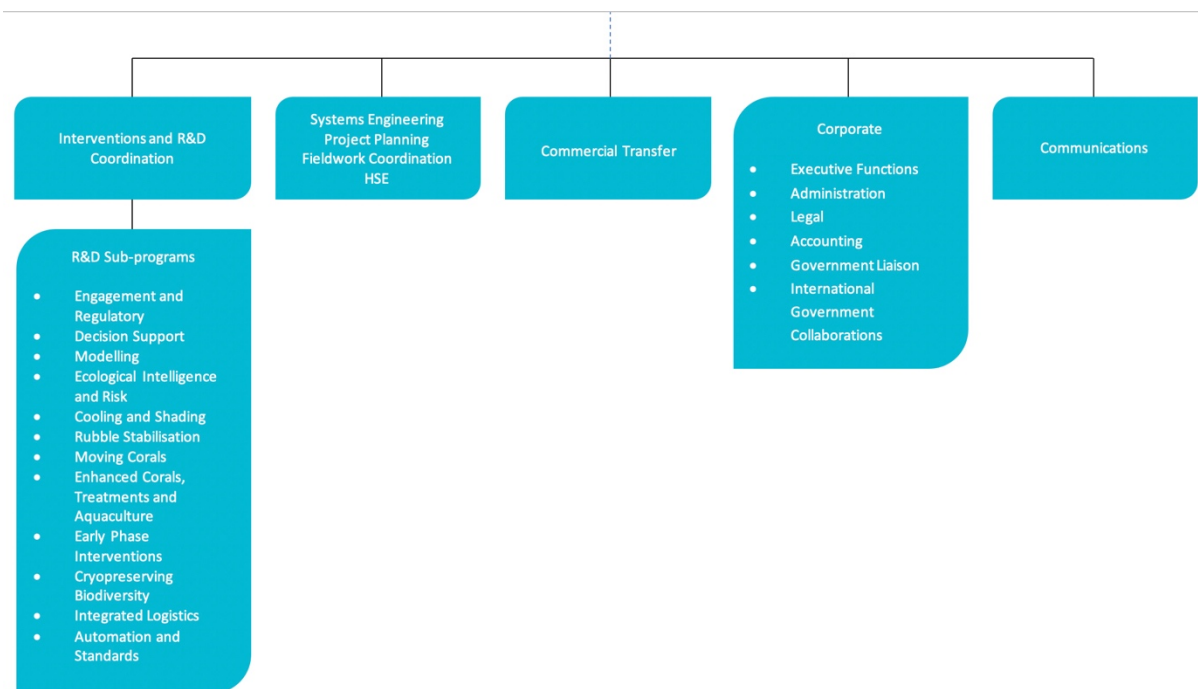 Interventions and R&D
Coordination
Systems Engineering
Project Planning
Fieldwork Coordination
HSE
Commercial Transfer
Corporate
• Executive Functions
• Administration
• Legal
• Accounting
• Government Liaison
• International
Government
Collaborations
Communications
R&D Sub-programs
• Engagement and
Regulatory
• Decision Support
• Modelling
• Ecological Intelligence
and Risk
• Cooling and Shading
• Rubble Stabilisation
• Moving Corals
• Enhanced Corals,
Treatments and
Aquaculture
• Early Phase
Interventions
• Cryopreserving
Biodiversity
• Integrated Logistics
• Automation and
Standards